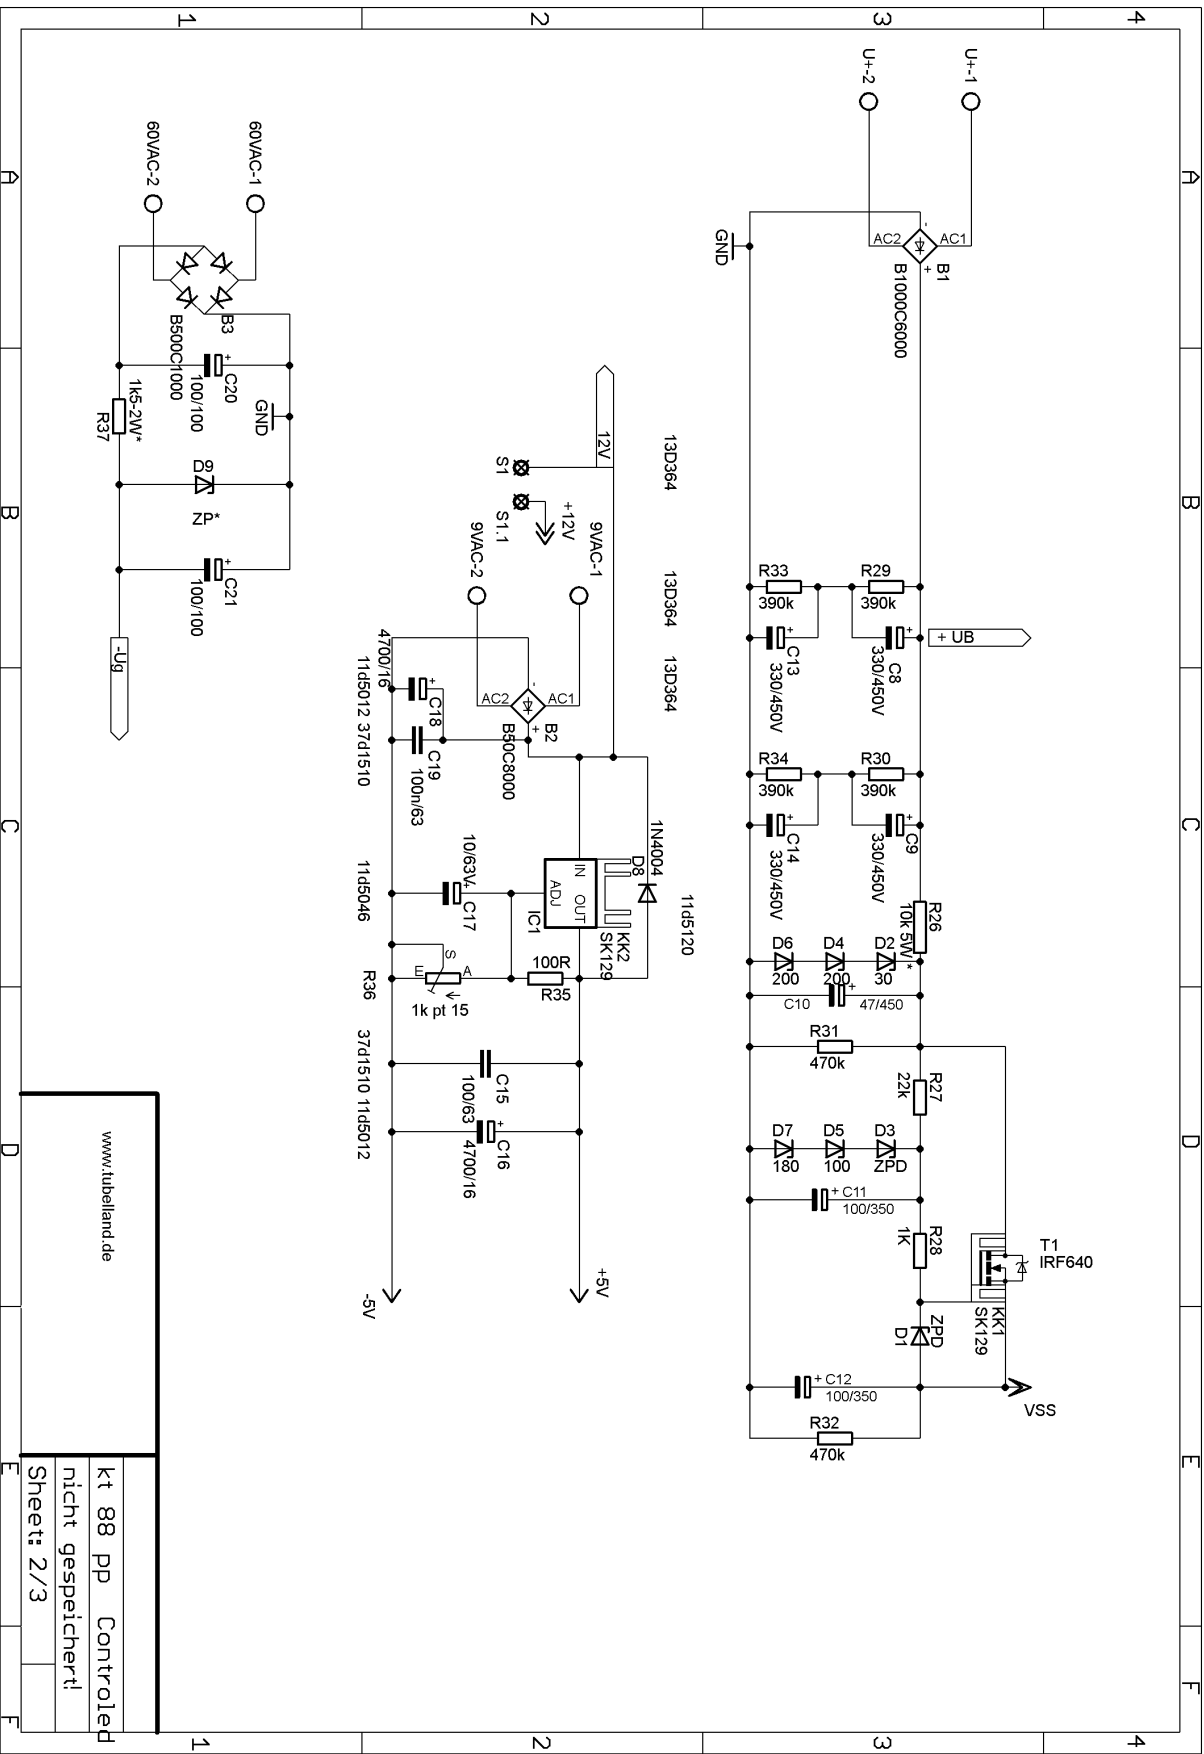 1
2
3
4
A
A
U+-1
U+-2
60VAC-1
60VAC-2
AC1
AC2
-
+
B1
B1000C6000
GND
B3
B500C1000
+
C20
100/100
GND
1k5-2W*
R37
D9
ZP*
+
C21
100/100
-Ug
B
B
12V
13D364
13D364
13D364
S1
S1.1
+12V
9VAC-1
9VAC-2
AC1
AC2
-
+
B2
B50C8000
4700/16
11d5012
37d1510
+
C18
C19
100n/63
R33
390k
R29
390k
+
C13
330/450V
+
C8
330/450V
+ UB
C
C
R34
390k
R30
390k
+
C14
330/450V
+
C9
330/450V
1N4004
D8
11d5120
IN
OUT
ADJ
IC1
KK2
SK129
10/63V
+
C17
11d5046
100R
R35
S
E
A
1k pt 15
R36
R26
10k 5W *
D6
200
D4
200
D2
30
C10
+
47/450
R31
470k
R27
22k
D
D
C15
100/63
37d1510
11d5012
+
C16
4700/16
D7
180
D5
100
D3
ZPD
+ C11
100/350
R28
1K
T1
IRF640
KK1
SK129
+5V
-5V
ZPD
D1
+ C12
100/350
VSS
R32
470k
E
E
F
F
www.tubelland.de
kt 88 pp Controled
nicht gespeichert!
Sheet: 2/3
1
2
3
4